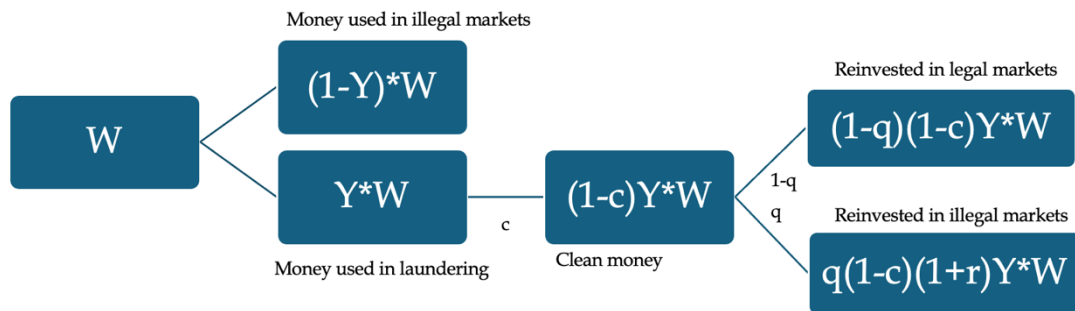 Money used in illegal markets
(1-Y)*W
W
Y*W
Money used in laundering
c
(1-c)Y*W
Clean money
1-q
q
Reinvested in legal markets
(1-q)(1-c)Y*W
Reinvested in illegal markets
q(1-c)(1+r)Y*W